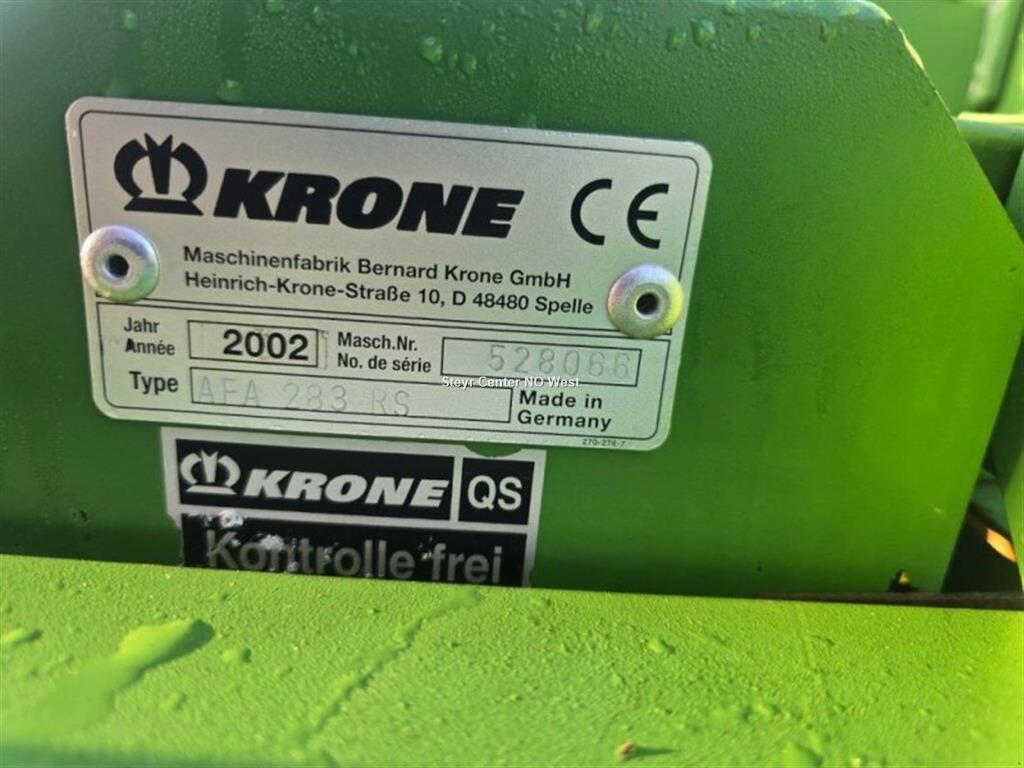 KRONE CE
Maschinenfabrik Bernard Krone GmbH
Heinrich-Krone-Straße 10, D 48480 Spelle
Jahr
Année
2002
Masch.Nr.
No. de série
528066
Steyr Center NO West
Type
AFA 283 RS
Made in
Germany
270-276-7
KRONE QS
Kontrolle frei